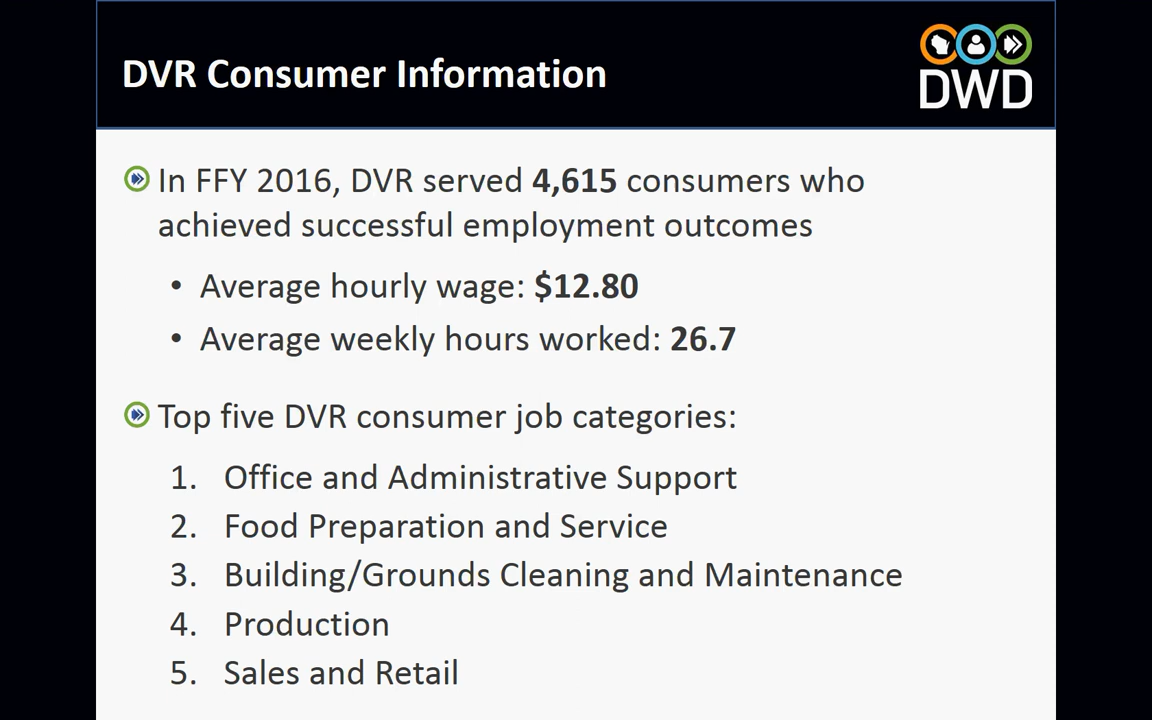 DVR Consumer Information
DWD
In FFY 2016, DVR served 4,615 consumers who
achieved successful employment outcomes
• Average hourly wage: $12.80
• Average weekly hours worked: 26.7
Top five DVR consumer job categories:
1. Office and Administrative Support
2. Food Preparation and Service
3. Building/Grounds Cleaning and Maintenance
4. Production
5. Sales and Retail